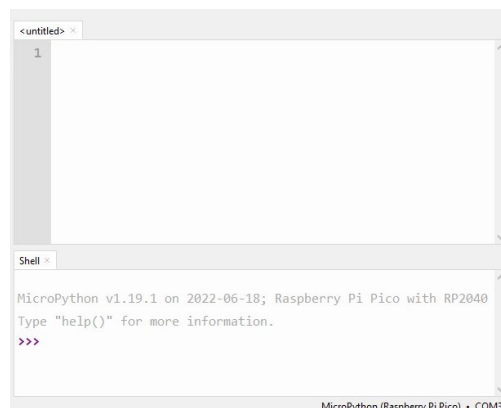 <untitled> ×
1
Shell ×
MicroPython v1.19.1 on 2022-06-18; Raspberry Pi Pico with RP2040
Type "help()" for more information.
>>>
MicroPython (Raspberry Pi Pico) • COM3